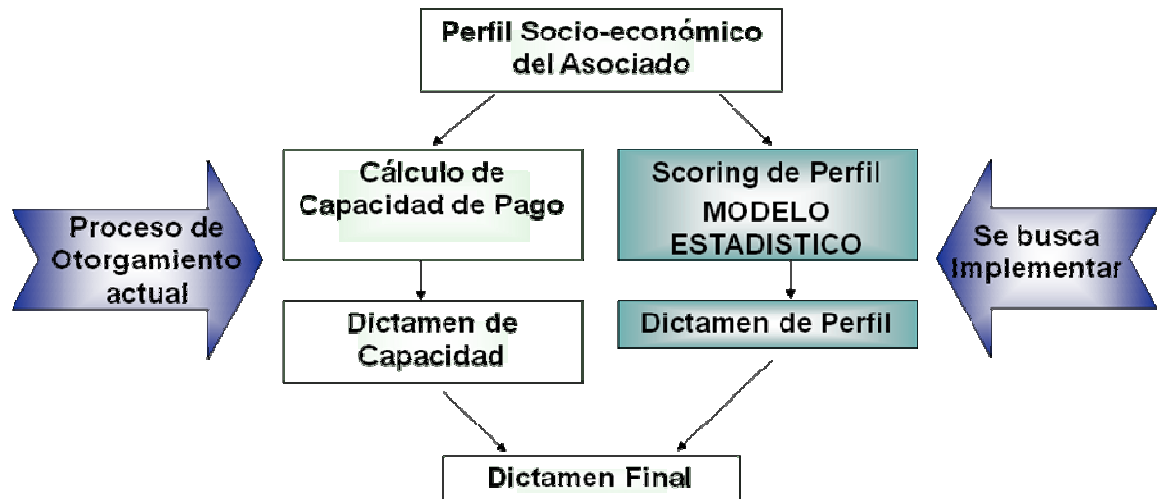 Perfil Socio-económico
del Asociado
Cálculo de
Capacidad de Pago
Scoring de Perfil
MODELO
ESTADISTICO
Proceso de
Otorgamiento
actual
Se busca
Implementar
Dictamen de
Capacidad
Dictamen de Perfil
Dictamen Final